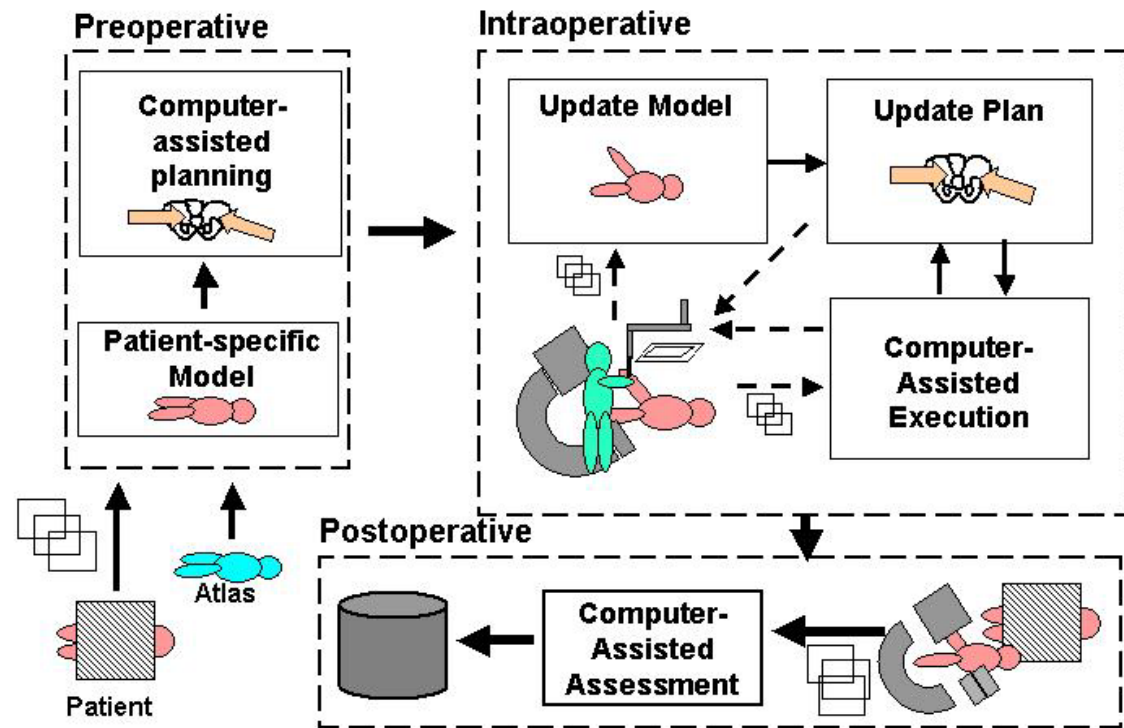 Preoperative
Computer-
assisted
planning
Patient-specific
Model
Atlas
Patient
Intraoperative
Update Model
Update Plan
Computer-
Assisted
Execution
Postoperative
Computer-
Assisted
Assessment